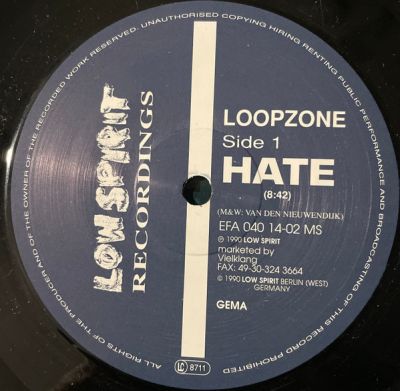 ALL RIGHTS OF THE PRODUCER AND OF THE OWNER OF THE RECORDED WORK RESERVED. UNAUTHORISED COPYING HIRING RENTING PUBLIC PERFORMANCE AND BROADCASTING OF THIS RECORD PROHIBITED
LOW SPIRIT
RECORDINGS
LOOPZONE
Side 1
HATE
(8:42)
(M&W: VAN DEN NIEUWENDIJK)
EFA 040 14-02 MS
℗ 1990 LOW SPIRIT
marketed by
Vielklang
FAX: 49-30-324 3664
© 1990 LOW SPIRIT BERLIN (WEST)
GERMANY
GEMA
LC 8711